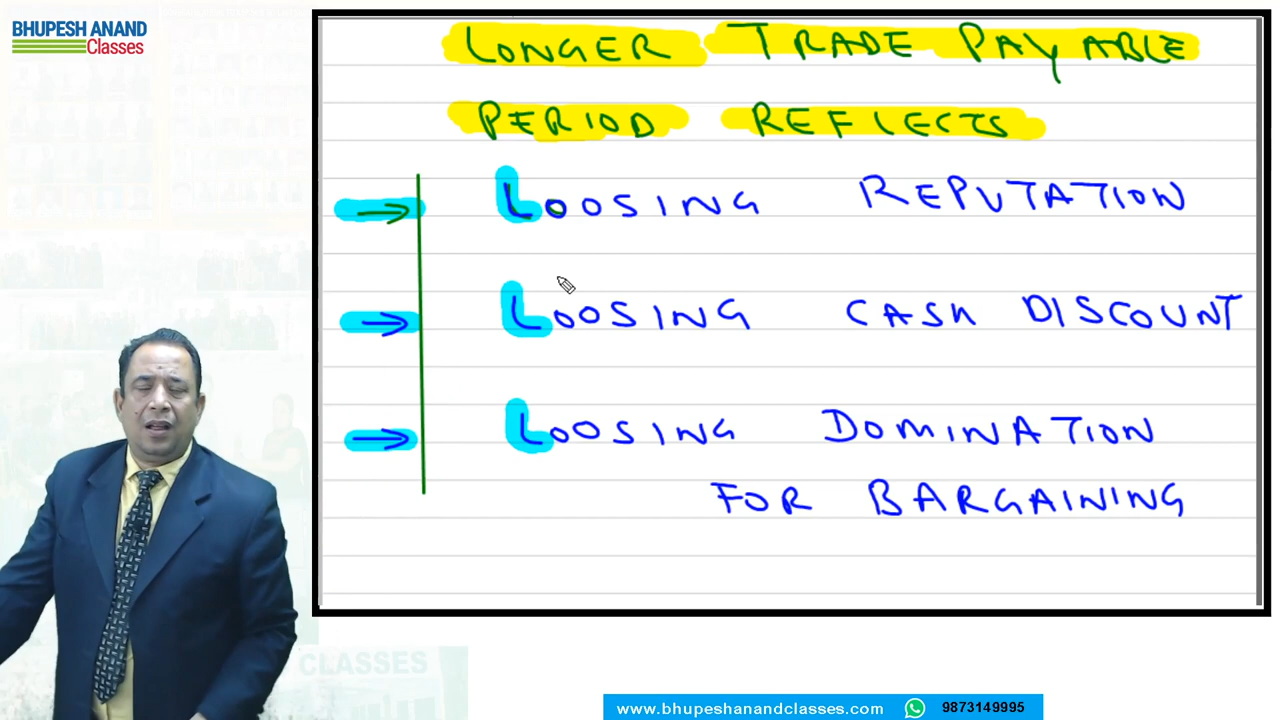 BHUPESH ANAND
Classes
LONGER TRADE PAYABLE
PERIOD REFLECTS
⇒ LOOSING REPUTATION
⇒ LOOSING CASH DISCOUNT
⇒ LOOSING DOMINATION
FOR BARGAINING
CLASSES
www.bhupeshanandclasses.com 9873149995